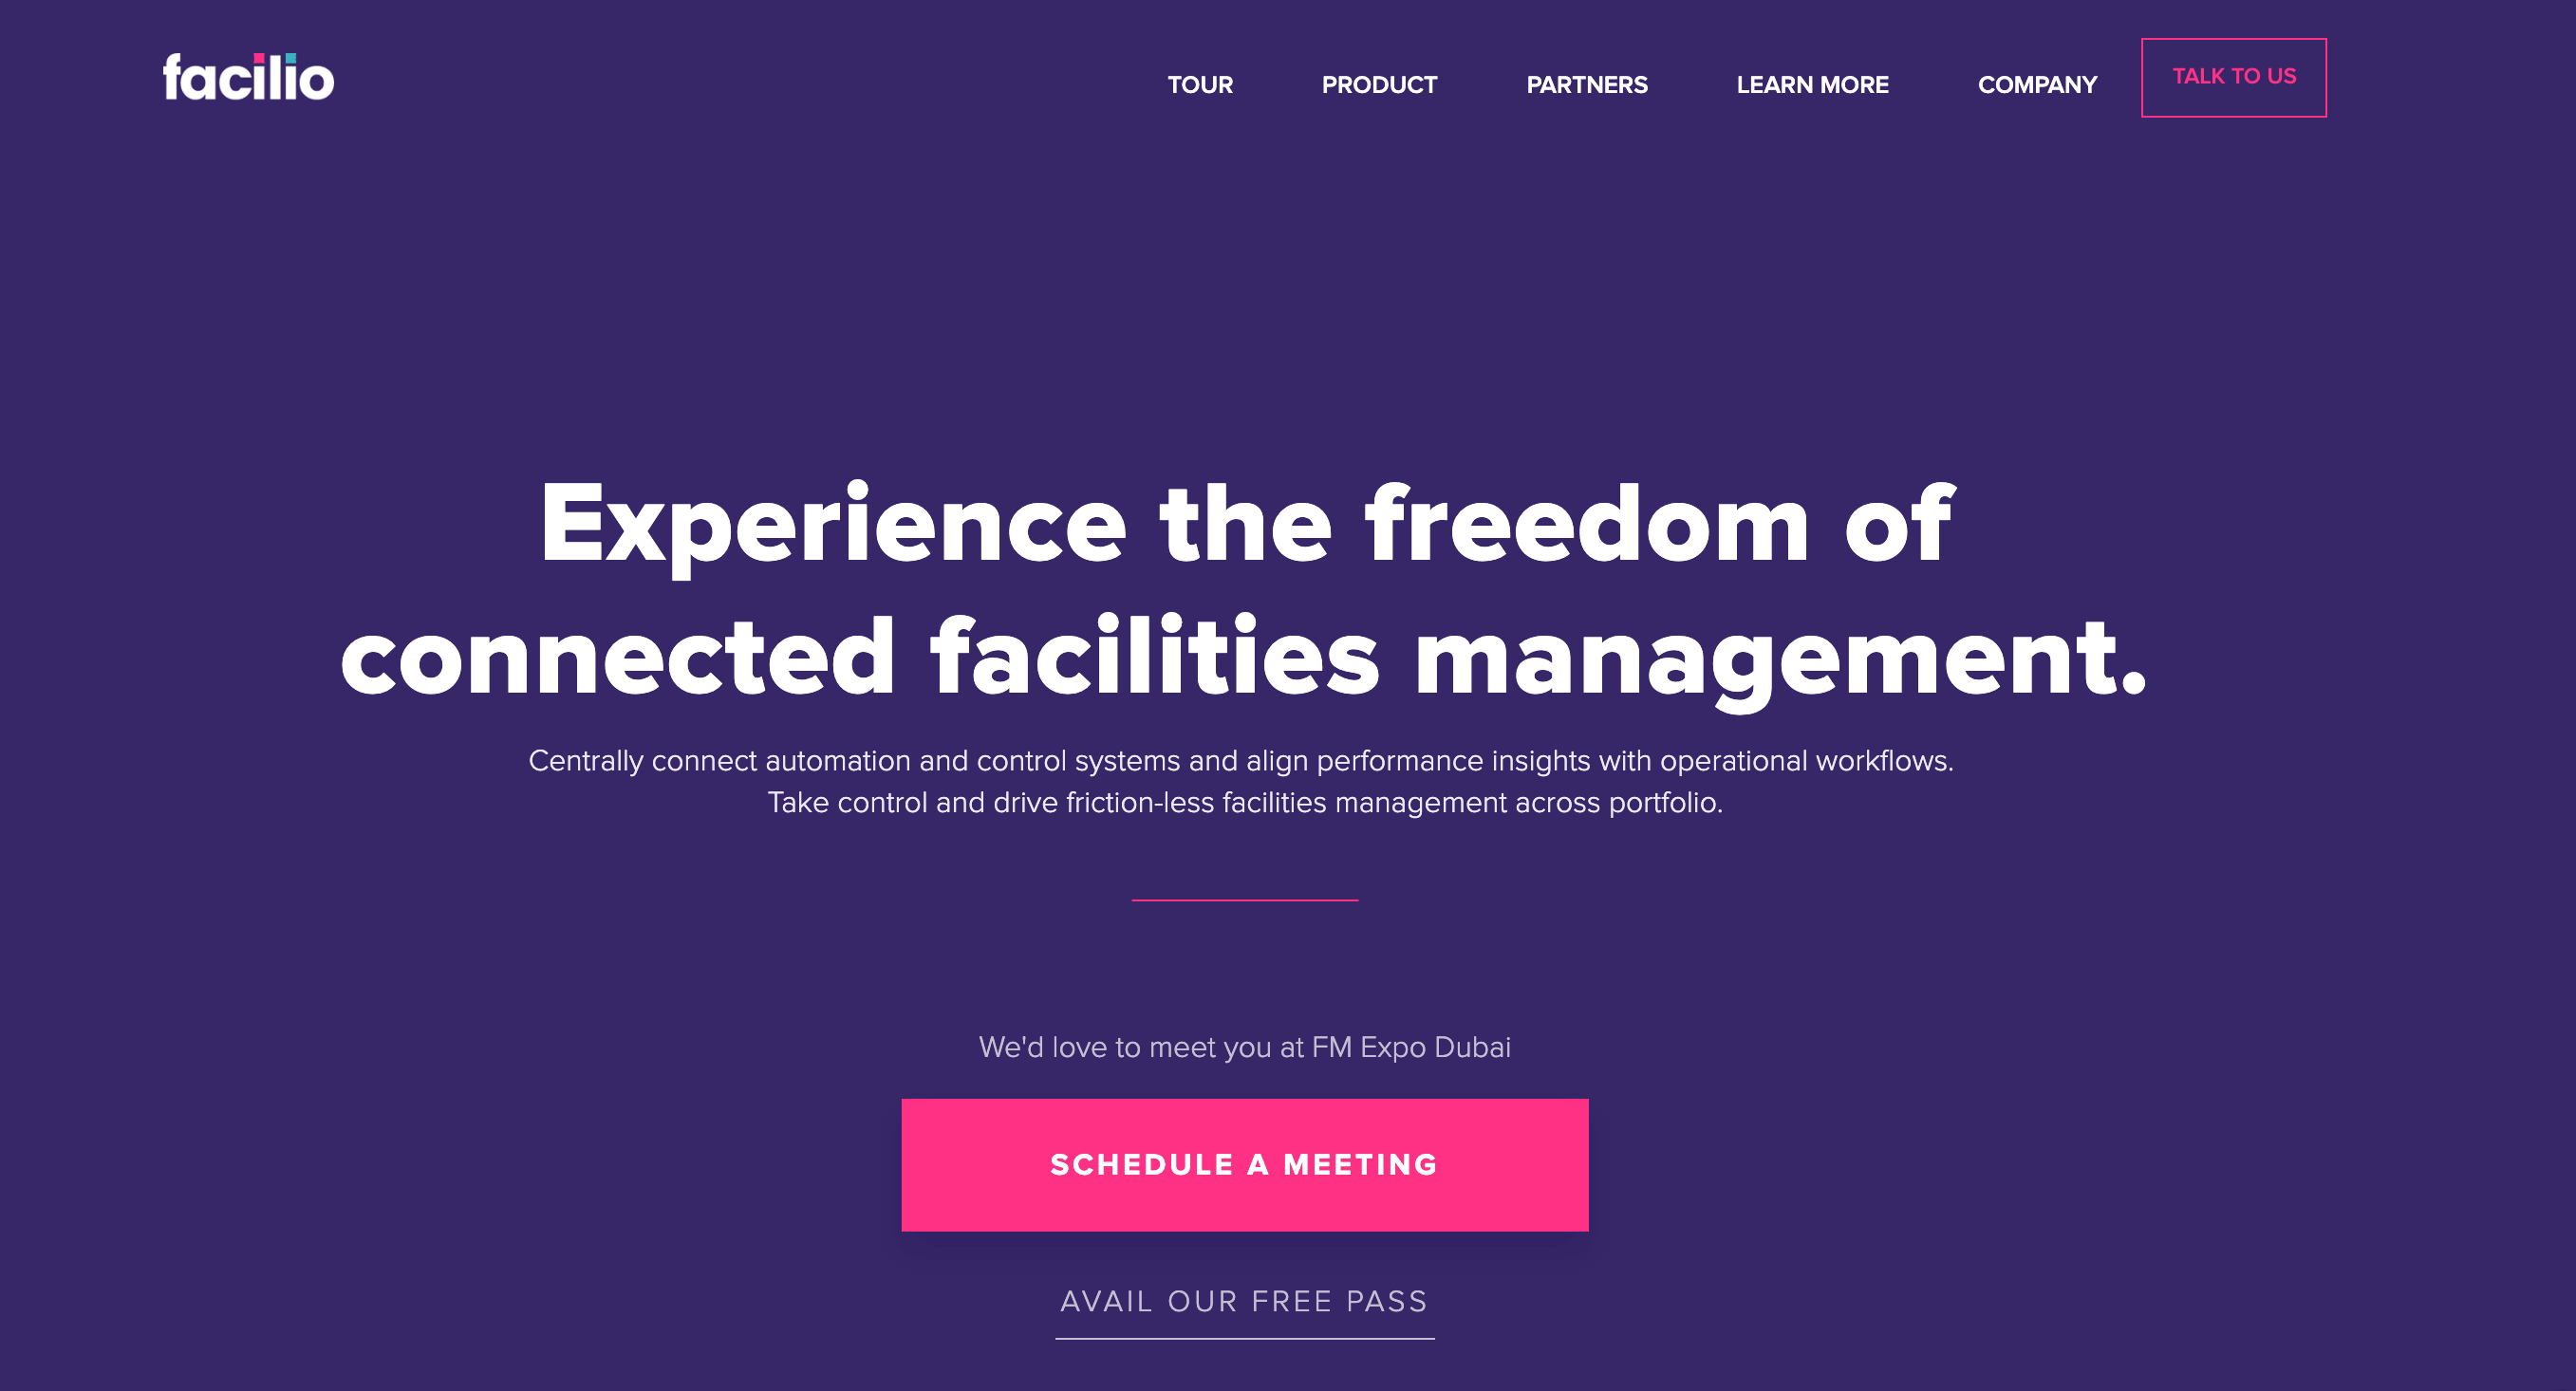 facilio
TOUR PRODUCT PARTNERS LEARN MORE COMPANY TALK TO US
Experience the freedom of
connected facilities management.
Centrally connect automation and control systems and align performance insights with operational workflows.
Take control and drive friction-less facilities management across portfolio.
We'd love to meet you at FM Expo Dubai
SCHEDULE A MEETING
AVAIL OUR FREE PASS